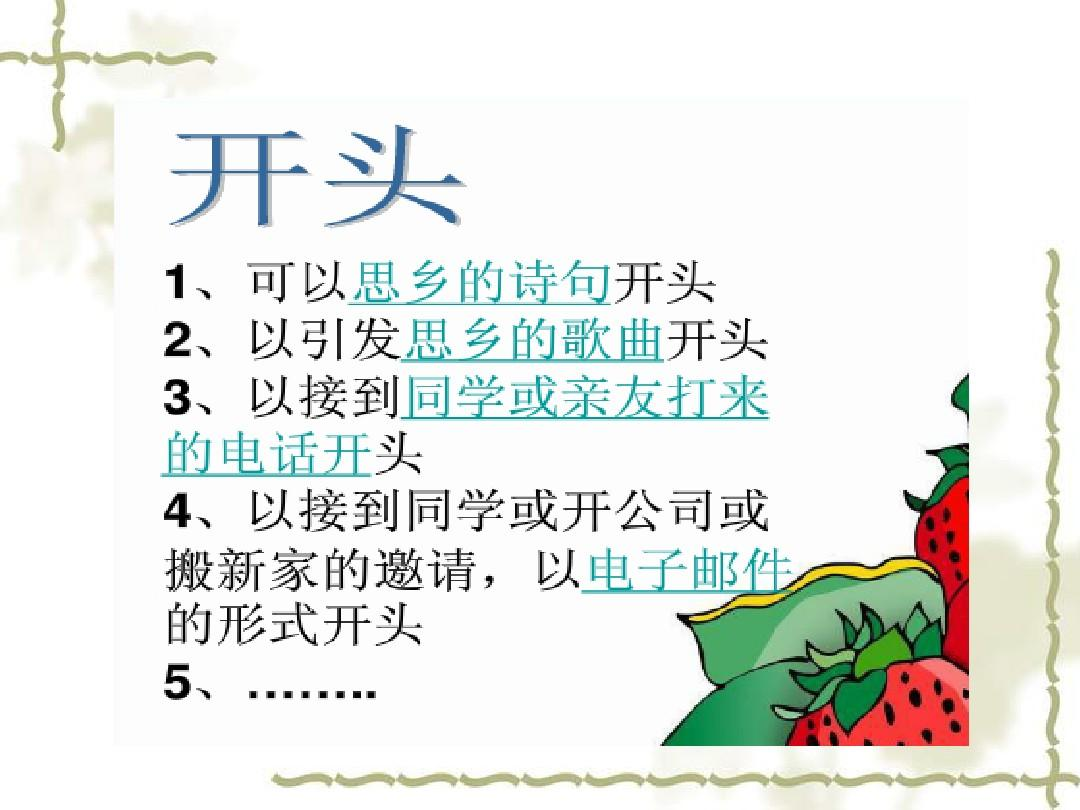 开头
1、可以思乡的诗句开头
2、以引发思乡的歌曲开头
3、以接到同学或亲友打来
的电话开头
4、以接到同学或开公司或
搬新家的邀请，以电子邮件
的形式开头
5、……..